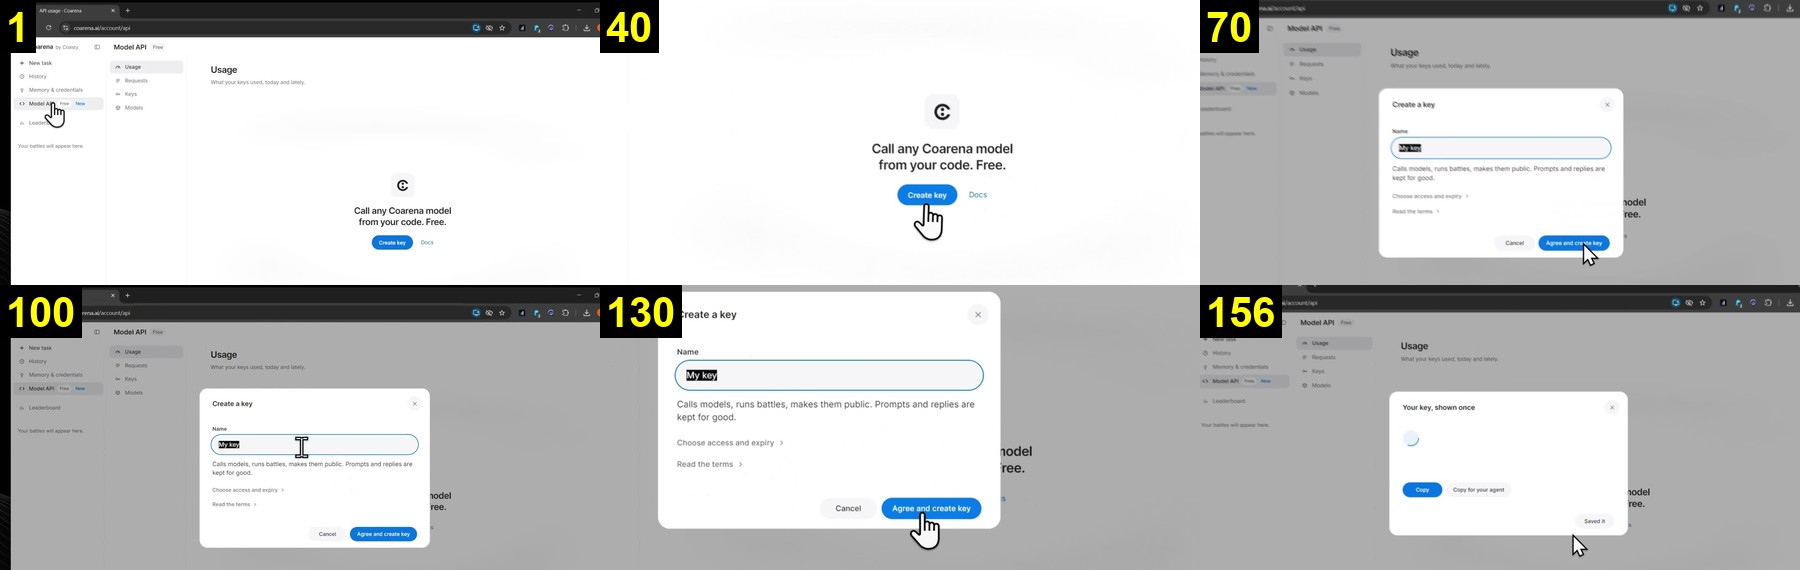 1
API usage · Coarena
coarena.ai/account/api
by Coasty
New task
History
Memory & credentials
Model API Free New
Your battles will appear here.
Model API Free
Usage
Requests
Keys
Models
Usage
What your keys used, today and lately.
Call any Coarena model
from your code. Free.
Create key Docs
40
Call any Coarena model
from your code. Free.
Create key Docs
70
Model API Free
Usage
Requests
Keys
Models
Usage
What your keys used, today and lately.
Create a key
Name
My key
Calls models, runs battles, makes them public. Prompts and replies are
kept for good.
Choose access and expiry
Read the terms
Cancel Agree and create key
100
coarena.ai/account/api
New task
History
Memory & credentials
Model API Free New
Leaderboard
Your battles will appear here.
Model API Free
Usage
Requests
Keys
Models
Usage
What your keys used, today and lately.
Create a key
Name
My key
Calls models, runs battles, makes them public. Prompts and replies are
kept for good.
Choose access and expiry
Read the terms
Cancel Agree and create key
130
Create a key
Name
My key
Calls models, runs battles, makes them public. Prompts and replies are
kept for good.
Choose access and expiry
Read the terms
Cancel Agree and create key
156
History
Memory & credentials
Model API Free New
Leaderboard
Your battles will appear here.
Model API Free
Usage
Requests
Keys
Models
Usage
What your keys used, today and lately.
Your key, shown once
Copy Copy for your agent
Saved it